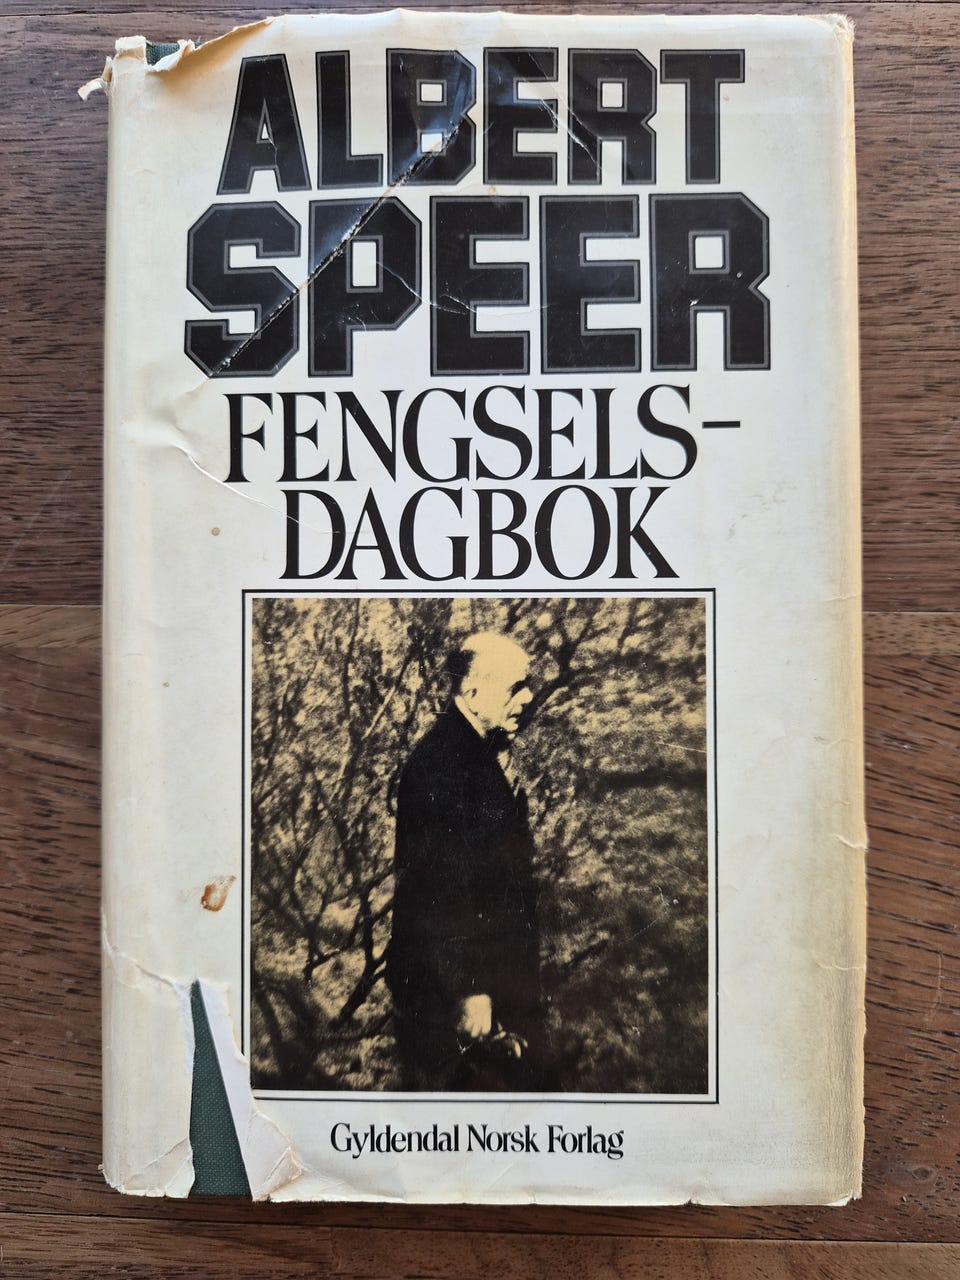 ALBERT
SPEER
FENGSELS-
DAGBOK
Gyldendal Norsk Forlag